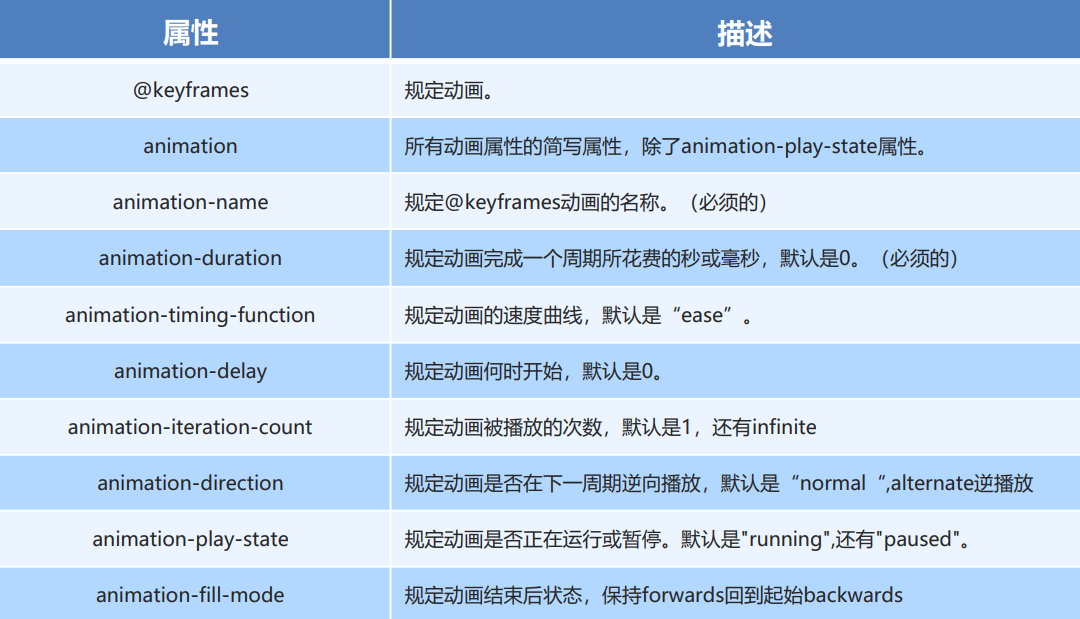 属性 描述
@keyframes 规定动画。
animation 所有动画属性的简写属性，除了animation-play-state属性。
animation-name 规定@keyframes动画的名称。（必须的）
animation-duration 规定动画完成一个周期所花费的秒或毫秒，默认是0。（必须的）
animation-timing-function 规定动画的速度曲线，默认是“ease”。
animation-delay 规定动画何时开始，默认是0。
animation-iteration-count 规定动画被播放的次数，默认是1，还有infinite
animation-direction 规定动画是否在下一周期逆向播放，默认是“normal “,alternate逆播放
animation-play-state 规定动画是否正在运行或暂停。默认是"running",还有"paused"。
animation-fill-mode 规定动画结束后状态，保持forwards回到起始backwards